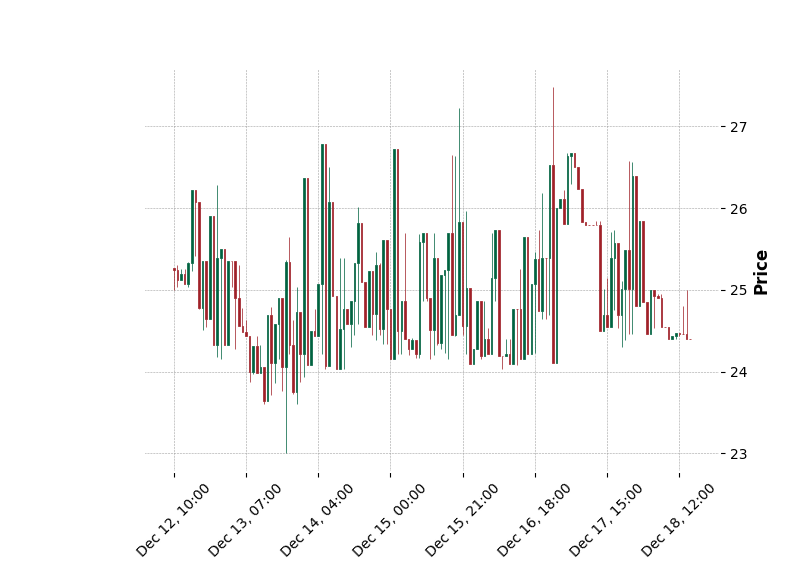 27
26
25
24
23
Price
Dec 12, 10:00
Dec 13, 07:00
Dec 14, 04:00
Dec 15, 00:00
Dec 15, 21:00
Dec 16, 18:00
Dec 17, 15:00
Dec 18, 12:00